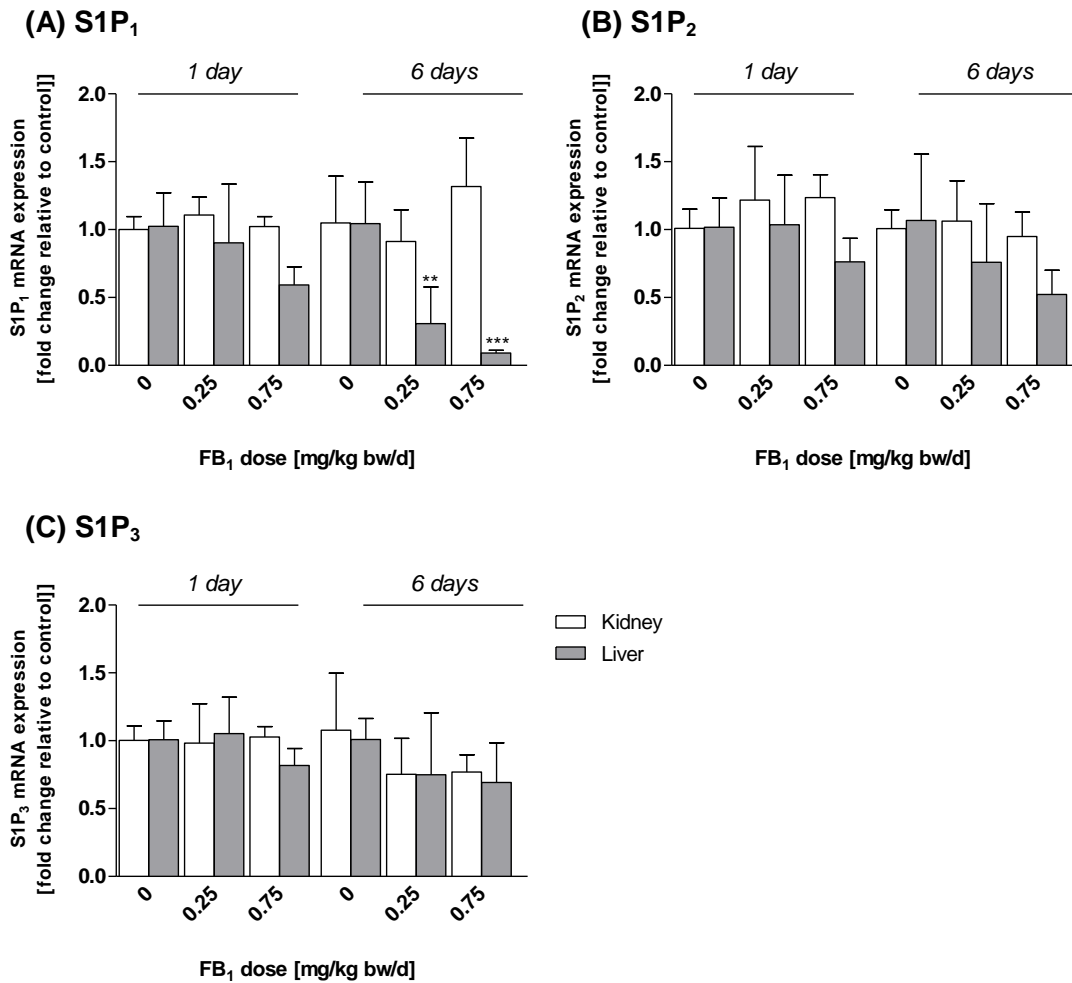 (A) S1P₁
1 day
6 days
S1P₁ mRNA expression
[fold change relative to control]]
2.0
1.5
1.0
0.5
0.0
**
***
0
0.25
0.75
0
0.25
0.75
FB₁ dose [mg/kg bw/d]
(B) S1P₂
1 day
6 days
S1P₂ mRNA expression
[fold change relative to control]]
2.0
1.5
1.0
0.5
0.0
0
0.25
0.75
0
0.25
0.75
FB₁ dose [mg/kg bw/d]
(C) S1P₃
1 day
6 days
S1P₃ mRNA expression
[fold change relative to control]]
2.0
1.5
1.0
0.5
0.0
0
0.25
0.75
0
0.25
0.75
FB₁ dose [mg/kg bw/d]
Kidney
Liver